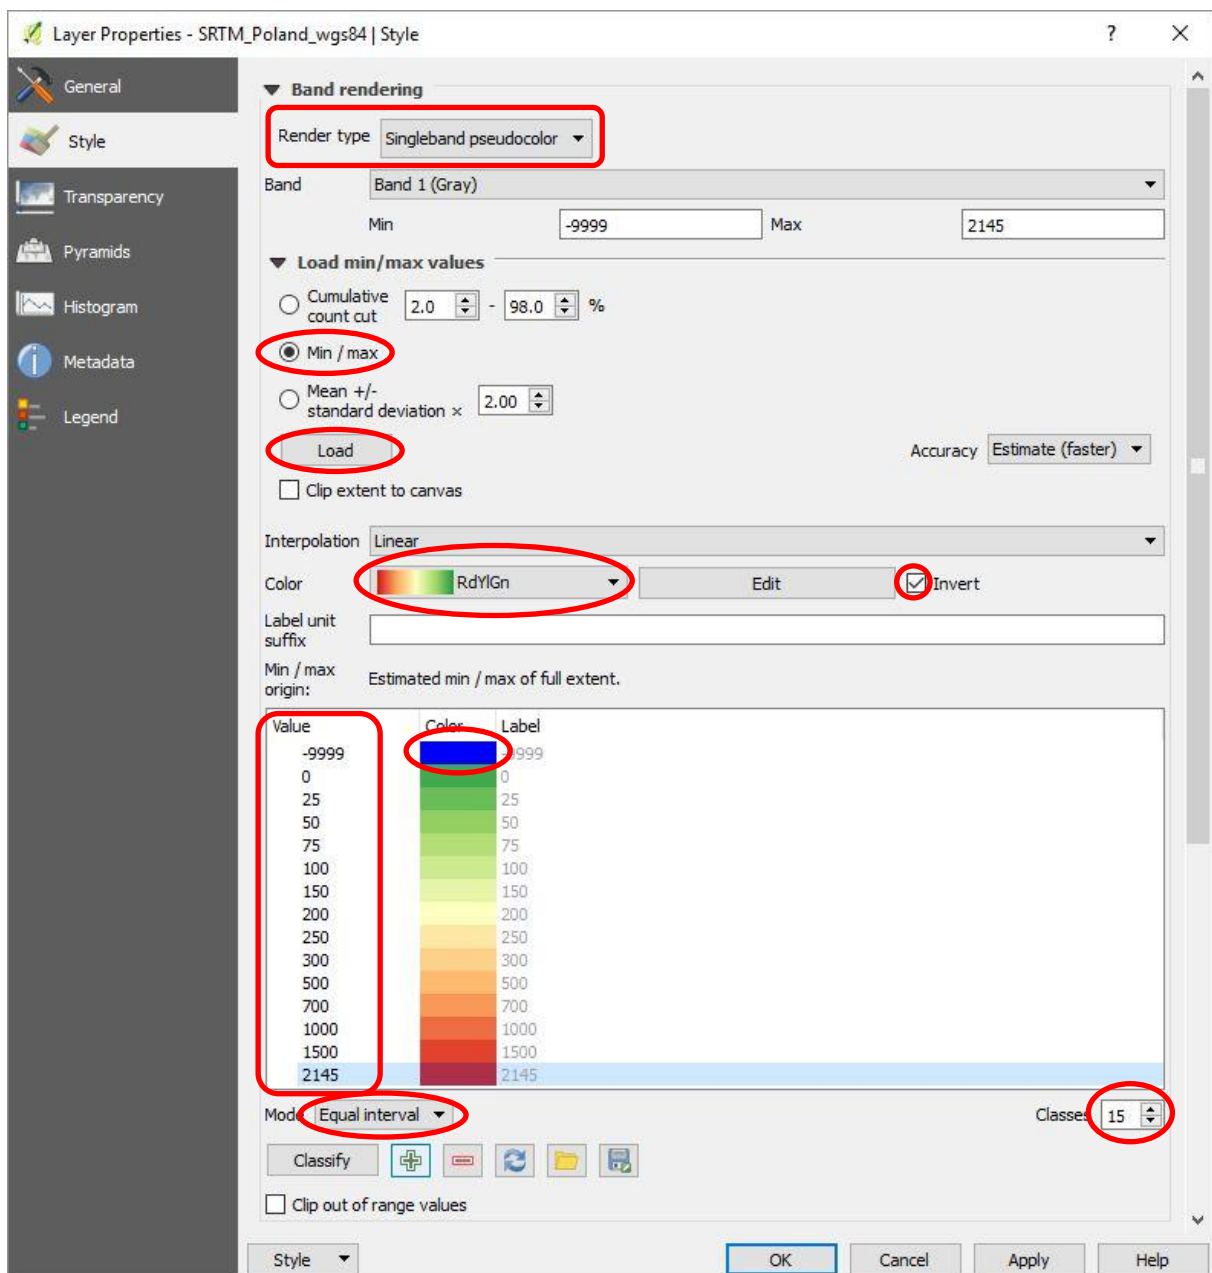 Layer Properties - SRTM_Poland_wgs84 | Style
?
General
Style
Transparency
Pyramids
Histogram
Metadata
Legend
Band rendering
Render type Singleband pseudocolor
Band Band 1 (Gray)
Min -9999 Max 2145
Load min/max values
Cumulative
count cut 2.0 - 98.0 %
Min / max
Mean +/-
standard deviation × 2.00
Load Accuracy Estimate (faster)
Clip extent to canvas
Interpolation Linear
Color RdYlGn Edit Invert
Label unit
suffix
Min / max
origin: Estimated min / max of full extent.
Value Color Label
-9999 -9999
0 0
25 25
50 50
75 75
100 100
150 150
200 200
250 250
300 300
500 500
700 700
1000 1000
1500 1500
2145 2145
Mode Equal interval Classes 15
Classify
Clip out of range values
Style OK Cancel Apply Help